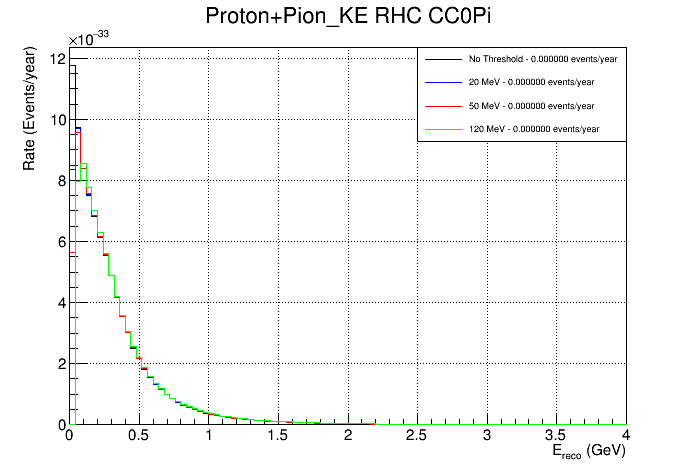 Proton+Pion_KE RHC CC0Pi
×10⁻³³
Rate (Events/year)
No Threshold - 0.000000 events/year
20 MeV - 0.000000 events/year
50 MeV - 0.000000 events/year
120 MeV - 0.000000 events/year
12
10
8
6
4
2
0
0 0.5 1 1.5 2 2.5 3 3.5 4
E_reco (GeV)